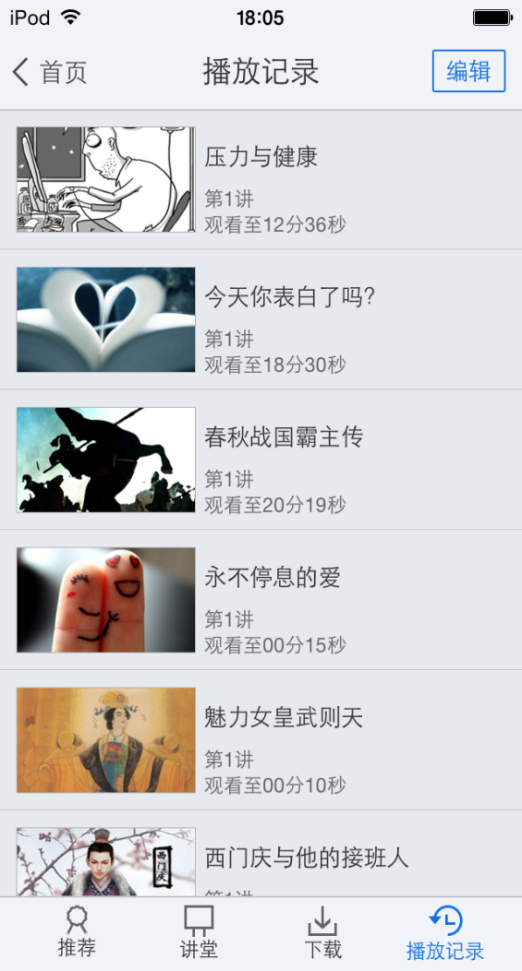 iPod 18:05
首页 播放记录 编辑
压力与健康
第1讲
观看至12分36秒
今天你表白了吗?
第1讲
观看至18分30秒
春秋战国霸主传
第1讲
观看至20分19秒
永不停息的爱
第1讲
观看至00分15秒
魅力女皇武则天
第1讲
观看至00分10秒
西门庆与他的接班人
西门庆
第1讲
推荐 讲堂 下载 播放记录